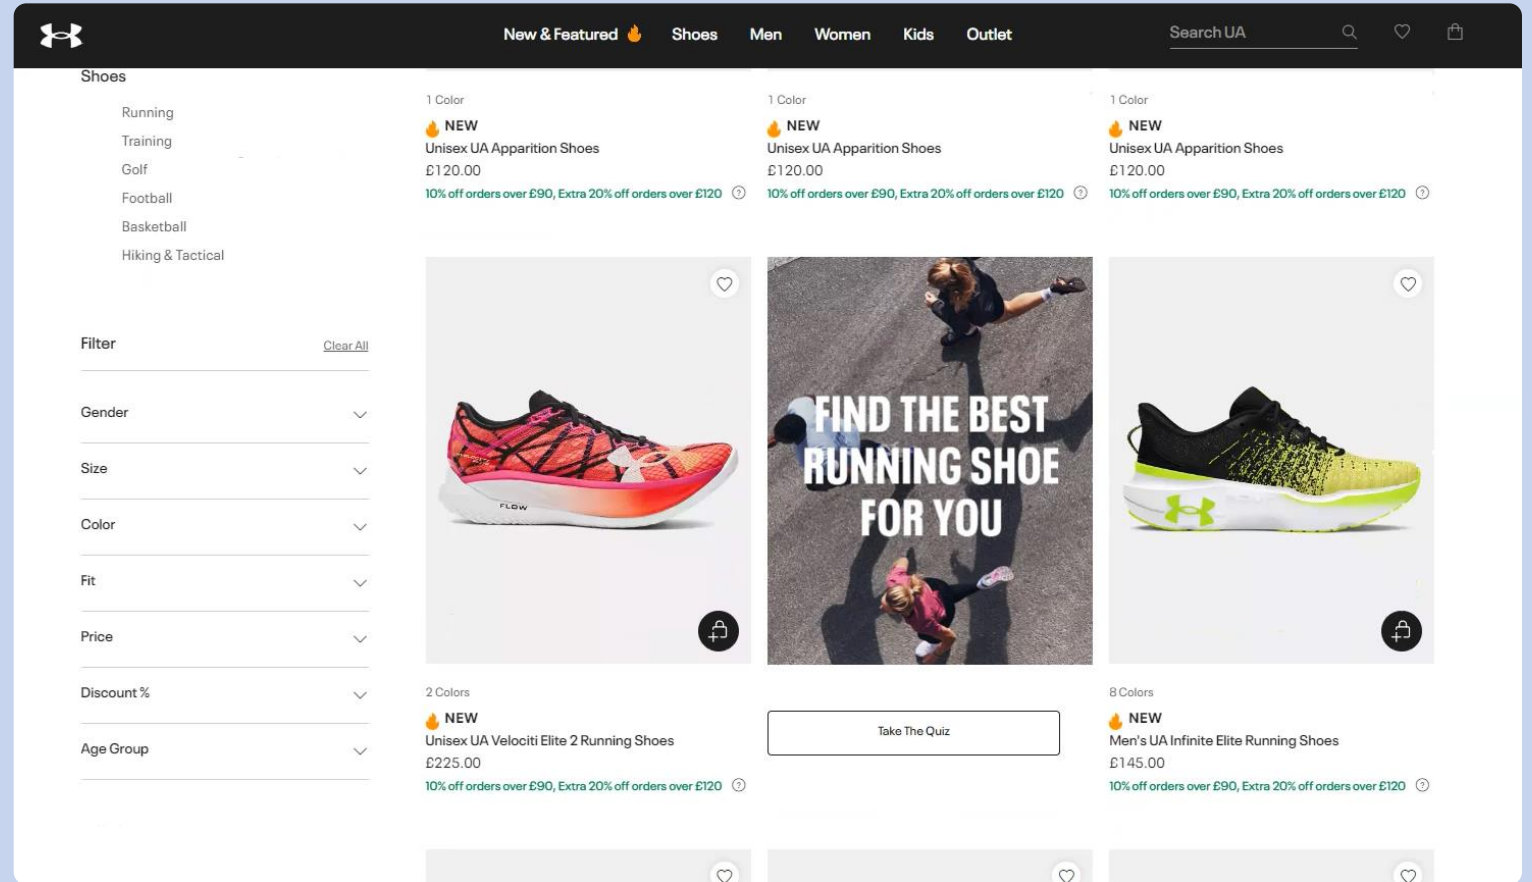 New & Featured Shoes Men Women Kids Outlet Search UA
Shoes
Running
Training
Golf
Football
Basketball
Hiking & Tactical
Filter Clear All
Gender
Size
Color
Fit
Price
Discount %
Age Group
1 Color
NEW
Unisex UA Apparition Shoes
£120.00
10% off orders over £90, Extra 20% off orders over £120
1 Color
NEW
Unisex UA Apparition Shoes
£120.00
10% off orders over £90, Extra 20% off orders over £120
1 Color
NEW
Unisex UA Apparition Shoes
£120.00
10% off orders over £90, Extra 20% off orders over £120
FLOW
FIND THE BEST
RUNNING SHOE
FOR YOU
2 Colors
NEW
Unisex UA Velociti Elite 2 Running Shoes
£225.00
10% off orders over £90, Extra 20% off orders over £120
Take The Quiz
8 Colors
NEW
Men's UA Infinite Elite Running Shoes
£145.00
10% off orders over £90, Extra 20% off orders over £120